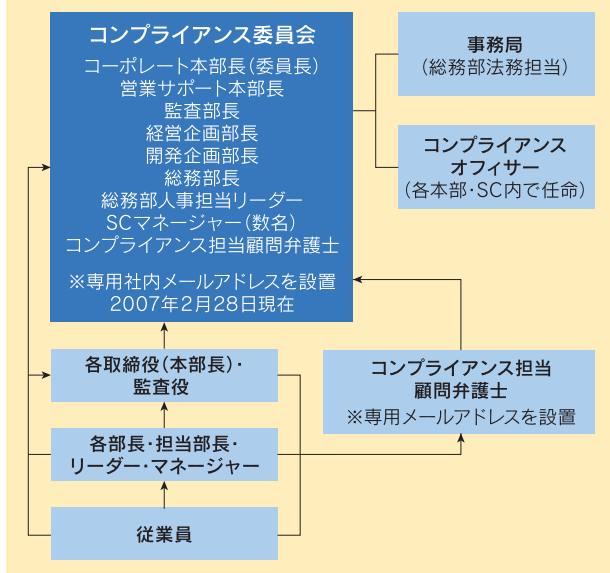 コンプライアンス委員会
コーポレート本部長（委員長）
営業サポート本部長
監査部長
経営企画部長
開発企画部長
総務部長
総務部人事担当リーダー
SCマネージャー（数名）
コンプライアンス担当顧問弁護士
※専用社内メールアドレスを設置
2007年2月28日現在
事務局
（総務部法務担当）
コンプライアンス
オフィサー
（各本部・SC内で任命）
各取締役（本部長）・
監査役
コンプライアンス担当
顧問弁護士
※専用メールアドレスを設置
各部長・担当部長・
リーダー・マネージャー
従業員